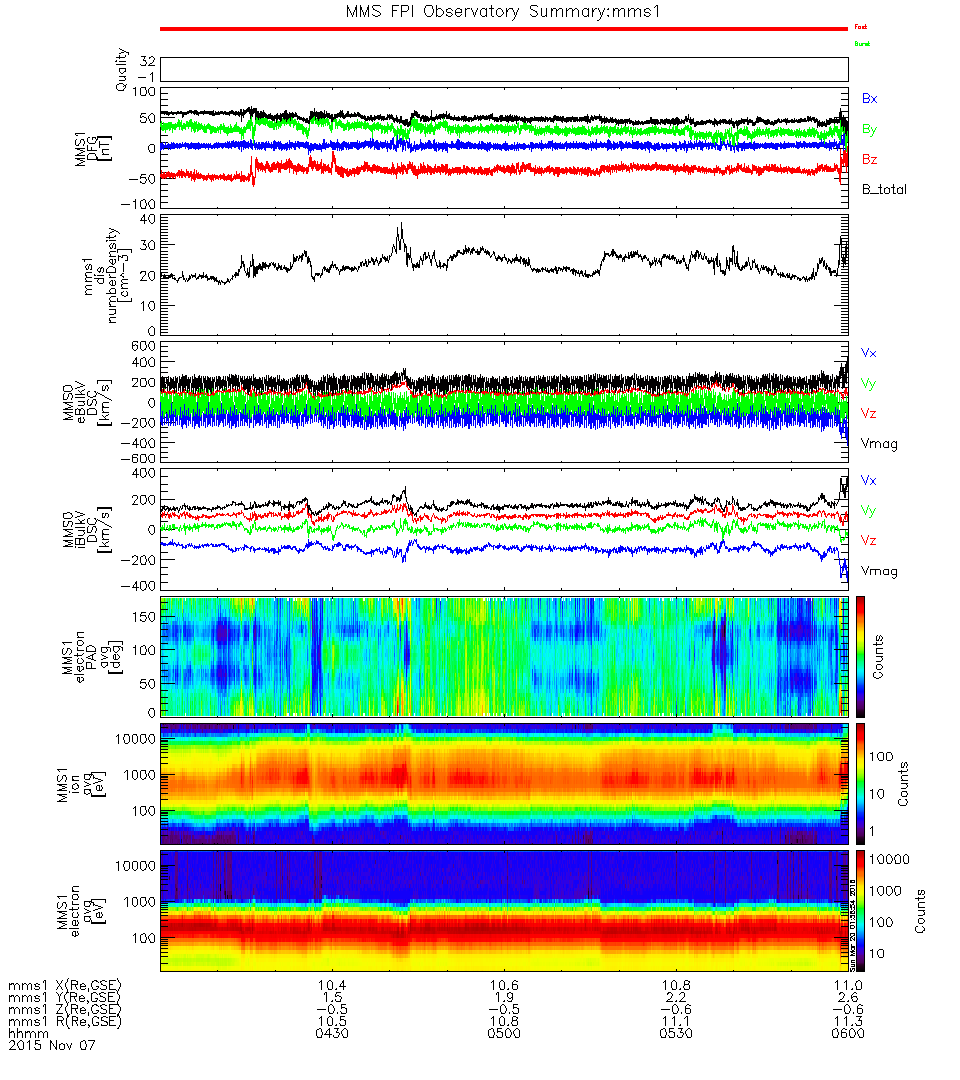 MMS FPI Observatory Summary:mms1
Fast
Burst
Quality
32
−1
MMS1
DFG
[nT]
100
50
0
−50
−100
Bx
By
Bz
B_total
mms1
dis
numberDensity
[cm^−3]
40
30
20
10
0
MMS0
eBulkV
DSC
[km/s]
600
400
200
0
−200
−400
−600
Vx
Vy
Vz
Vmag
MMS0
iBulkV
DSC
[km/s]
400
200
0
−200
−400
Vx
Vy
Vz
Vmag
MMS1
electron
PAD
avg
[deg]
150
100
50
0
Counts
MMS1
ion
avg
[eV]
10000
1000
100
100
10
1
Counts
MMS1
electron
avg
[eV]
10000
1000
100
10000
1000
100
10
Counts
mms1 X(Re,GSE) 10.4 10.6 10.8 11.0
mms1 Y(Re,GSE) 1.5 1.9 2.2 2.6
mms1 Z(Re,GSE) −0.5 −0.5 −0.6 −0.6
mms1 R(Re,GSE) 10.5 10.8 11.1 11.3
hhmm 0430 0500 0530 0600
2015 Nov 07